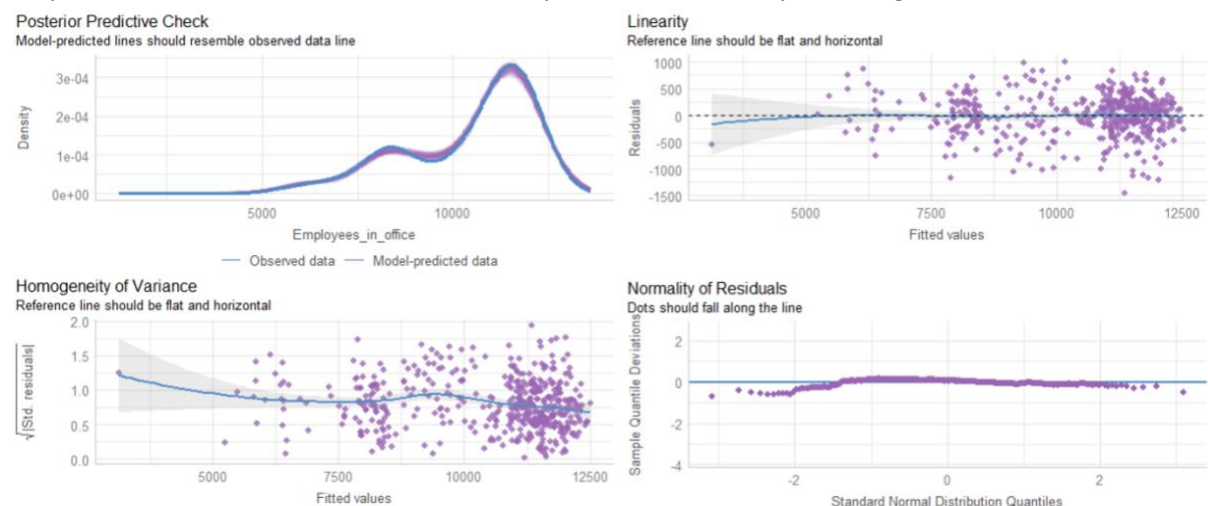 Posterior Predictive Check
Model-predicted lines should resemble observed data line
3e-04
2e-04
1e-04
0e+00
Density
5000 10000
Employees_in_office
Observed data Model-predicted data
Linearity
Reference line should be flat and horizontal
1000
500
0
-500
-1000
-1500
Residuals
5000 7500 10000 12500
Fitted values
Homogeneity of Variance
Reference line should be flat and horizontal
2.0
1.5
1.0
0.5
0.0
√|Std. residuals|
5000 7500 10000 12500
Fitted values
Normality of Residuals
Dots should fall along the line
2
0
-2
-4
Sample Quantile Deviations
-2 0 2
Standard Normal Distribution Quantiles